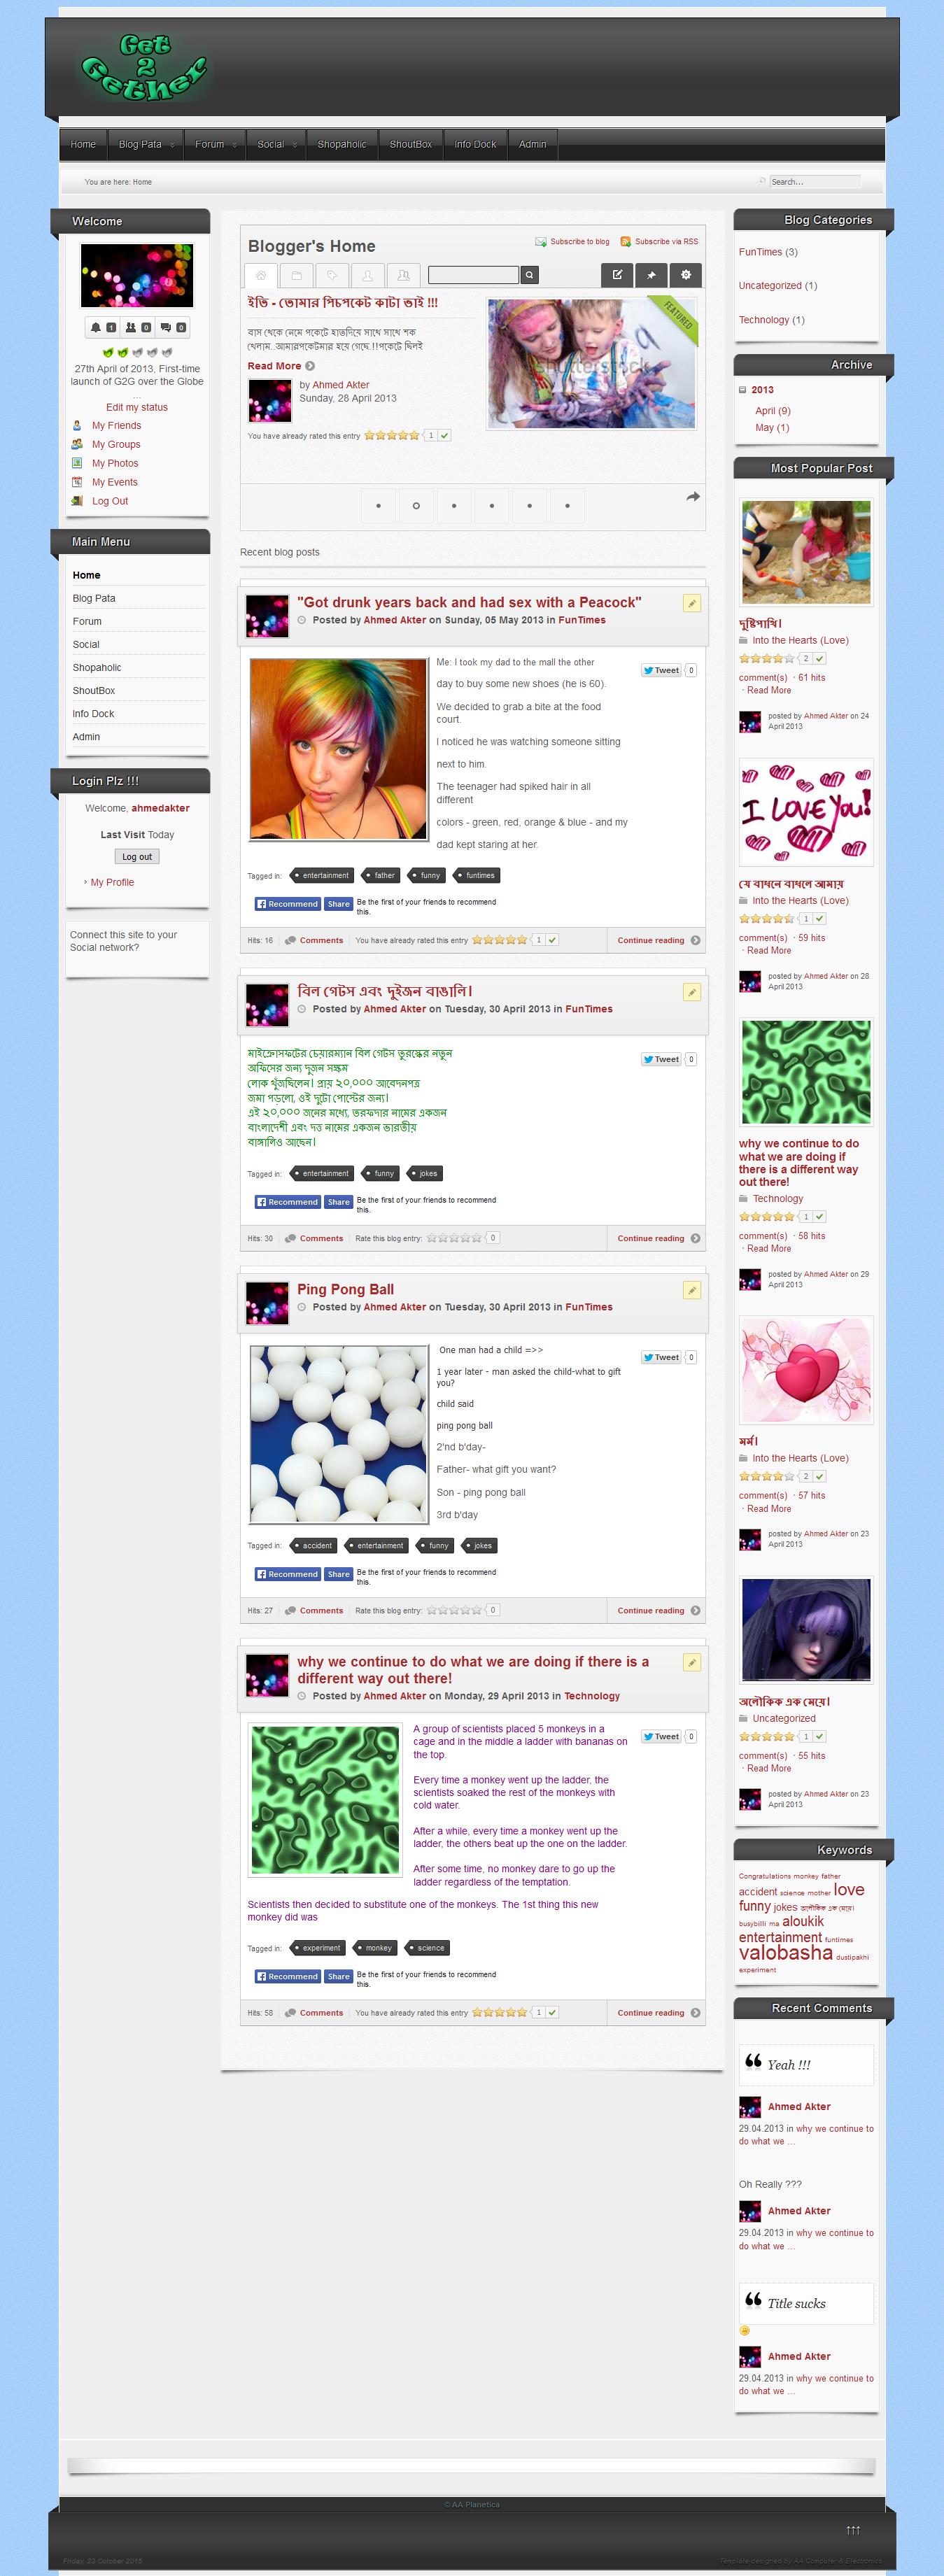 Get
2
Gether
Home Blog Pata Forum Social Shopaholic ShoutBox Info Dock Admin
You are here: Home
Search...
Welcome
1 0 0
27th April of 2013, First-time
launch of G2G over the Globe
...
Edit my status
My Friends
My Groups
My Photos
My Events
Log Out
Main Menu
Home
Blog Pata
Forum
Social
Shopaholic
ShoutBox
Info Dock
Admin
Login Plz !!!
Welcome, ahmedakter
Last Visit Today
Log out
My Profile
Connect this site to your
Social network?
Blogger's Home
Subscribe to blog Subscribe via RSS
ইভি - তোমার পিচপকেট কাটা ভাই !!!
বাস থেকে নেমে পকেটে হাতদিয়ে সাথে সাথে শক
খেলাম..আমারপকেটমার হয়ে গেছে.!!পকেটে ছিলই
Read More
by Ahmed Akter
Sunday, 28 April 2013
You have already rated this entry 1
FEATURED
shutterstock
Recent blog posts
"Got drunk years back and had sex with a Peacock"
Posted by Ahmed Akter on Sunday, 05 May 2013 in FunTimes
Me: I took my dad to the mall the other
day to buy some new shoes (he is 60).
We decided to grab a bite at the food
court.
I noticed he was watching someone sitting
next to him.
The teenager had spiked hair in all
different
colors - green, red, orange & blue - and my
dad kept staring at her.
Tweet 0
Tagged in: entertainment father funny funtimes
Recommend Share Be the first of your friends to recommend
this.
Hits: 16 Comments You have already rated this entry 1 Continue reading
বিল গেটস এবং দুইজন বাঙালি।
Posted by Ahmed Akter on Tuesday, 30 April 2013 in FunTimes
মাইক্রোসফটের চেয়ারম্যান বিল গেটস তুরস্কের নতুন
অফিসের জন্য দুজন সক্ষম
লোক খুঁজছিলেন। প্রায় ২০,০০০ আবেদনপত্র
জমা পড়লো, ওই দুটো পোস্টের জন্য।
এই ২০,০০০ জনের মধ্যে, তরফদার নামের একজন
বাংলাদেশী এবং দত্ত নামের একজন ভারতীয়
বাঙ্গালিও আছেন।
Tweet 0
Tagged in: entertainment funny jokes
Recommend Share Be the first of your friends to recommend
this.
Hits: 30 Comments Rate this blog entry: 0 Continue reading
Ping Pong Ball
Posted by Ahmed Akter on Tuesday, 30 April 2013 in FunTimes
One man had a child =>>
1 year later - man asked the child-what to gift
you?
child said
ping pong ball
2'nd b'day-
Father- what gift you want?
Son - ping pong ball
3rd b'day
Tweet 0
Tagged in: accident entertainment funny jokes
Recommend Share Be the first of your friends to recommend
this.
Hits: 27 Comments Rate this blog entry: 0 Continue reading
why we continue to do what we are doing if there is a
different way out there!
Posted by Ahmed Akter on Monday, 29 April 2013 in Technology
A group of scientists placed 5 monkeys in a
cage and in the middle a ladder with bananas on
the top.
Every time a monkey went up the ladder, the
scientists soaked the rest of the monkeys with
cold water.
After a while, every time a monkey went up the
ladder, the others beat up the one on the ladder.
After some time, no monkey dare to go up the
ladder regardless of the temptation.
Scientists then decided to substitute one of the monkeys. The 1st thing this new
monkey did was
Tweet 0
Tagged in: experiment monkey science
Recommend Share Be the first of your friends to recommend
this.
Hits: 58 Comments You have already rated this entry 1 Continue reading
Blog Categories
FunTimes (3)
Uncategorized (1)
Technology (1)
Archive
2013
April (9)
May (1)
Most Popular Post
দুষ্টিপাখি।
Into the Hearts (Love)
2
comment(s) · 61 hits
· Read More
posted by Ahmed Akter on 24
April 2013
I LOVE YOU!
যে বাধনে বাধলে আমায়
Into the Hearts (Love)
1
comment(s) · 59 hits
· Read More
posted by Ahmed Akter on 28
April 2013
why we continue to do
what we are doing if
there is a different way
out there!
Technology
1
comment(s) · 58 hits
· Read More
posted by Ahmed Akter on 29
April 2013
মর্ম।
Into the Hearts (Love)
2
comment(s) · 57 hits
· Read More
posted by Ahmed Akter on 23
April 2013
অলৌকিক এক মেয়ে।
Uncategorized
1
comment(s) · 55 hits
· Read More
posted by Ahmed Akter on 23
April 2013
Keywords
Congratulations monkey father
accident science mother love
funny jokes অলৌকিক এক মেয়ে।
busybilli ma aloukik
entertainment funtimes
valobasha dustipakhi
experiment
Recent Comments
Yeah !!!
Ahmed Akter
29.04.2013 in why we continue to
do what we ...
Oh Really ???
Ahmed Akter
29.04.2013 in why we continue to
do what we ...
Title sucks
Ahmed Akter
29.04.2013 in why we continue to
do what we ...
© AA Planetica
↑↑↑
Friday, 23 October 2015
Template designed by AA Computer & Electronics